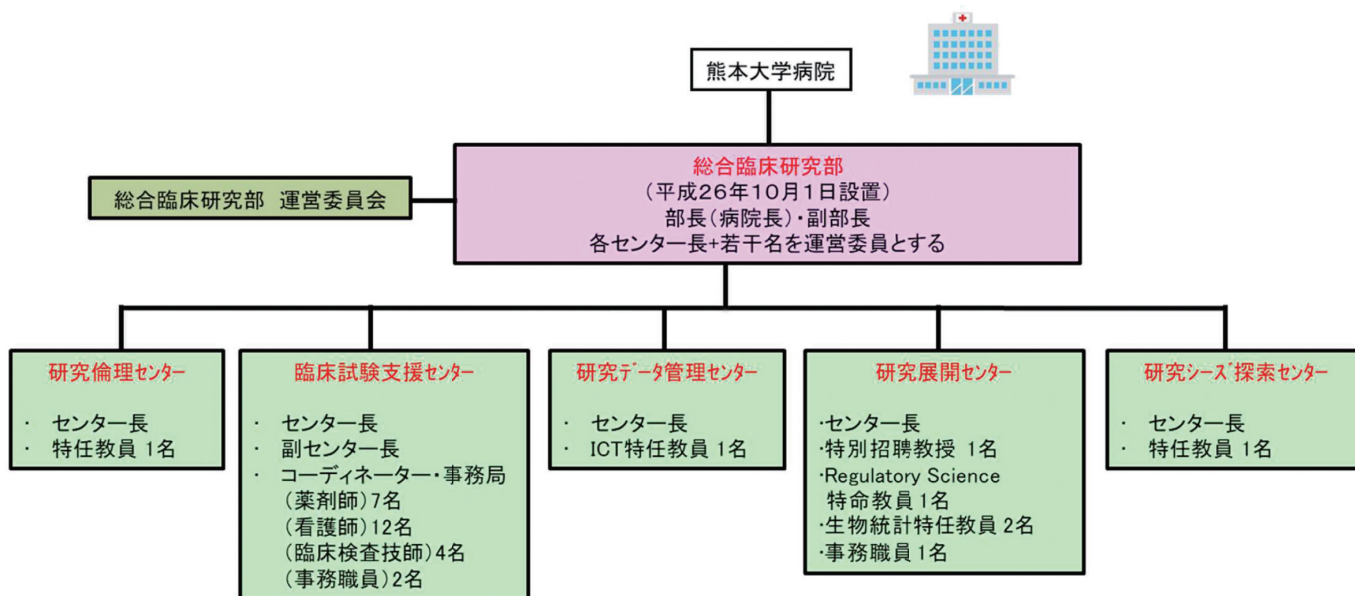 熊本大学病院
総合臨床研究部
（平成２６年１０月１日設置）
部長（病院長）・副部長
各センター長+若干名を運営委員とする
総合臨床研究部 運営委員会
研究倫理センター
・ センター長
・ 特任教員 1名
臨床試験支援センター
・ センター長
・ 副センター長
・ コーディネーター・事務局
（薬剤師）7名
（看護師）12名
（臨床検査技師）4名
（事務職員）2名
研究ﾃﾞｰﾀ管理センター
・ センター長
・ ICT特任教員 1名
研究展開センター
・センター長
・特別招聘教授 1名
・Regulatory Science
特命教員 1名
・生物統計特任教員 2名
・事務職員 1名
研究ｼｰｽﾞ探索センター
・ センター長
・ 特任教員 1名